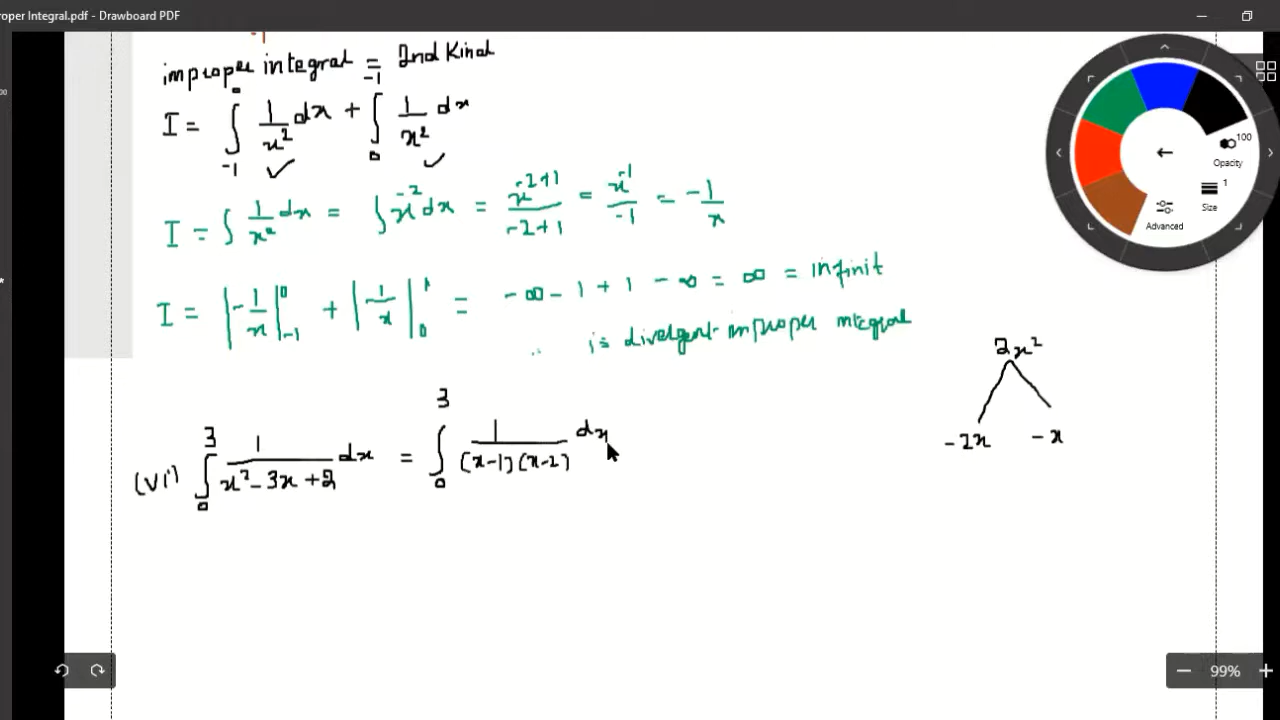 roper Integral.pdf - Drawboard PDF
-1
improper integral = 2nd Kind
I = ∫_{-1}^{0} 1/x² dx + ∫_{0}^{-1} 1/x² dx
I = ∫ 1/x² dx = ∫ x^{-2} dx = x^{-2+1}/-2+1 = x^{-1}/-1 = -1/x
I = |-1/x|_{-1}^{0} + |-1/x|_{0}^{1} = -∞ - 1 + 1 - ∞ = ∞ = infinit
∴ is divergent improper integral
2x²
-2x -x
(vi) ∫_{0}^{3} 1/x² - 3x + 2 dx = ∫_{0}^{3} 1/(x-1)(x-2) dx
100
Opacity
1
Size
Advanced
99%